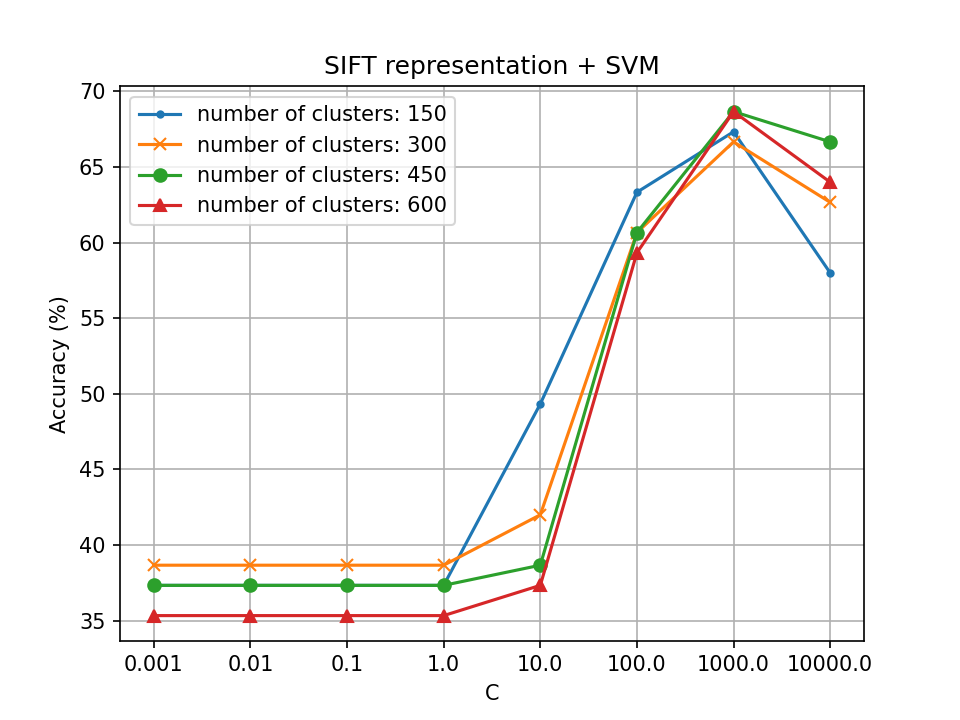 SIFT representation + SVM
number of clusters: 150
number of clusters: 300
number of clusters: 450
number of clusters: 600
70
65
60
55
50
45
40
35
Accuracy (%)
0.001 0.01 0.1 1.0 10.0 100.0 1000.0 10000.0
C